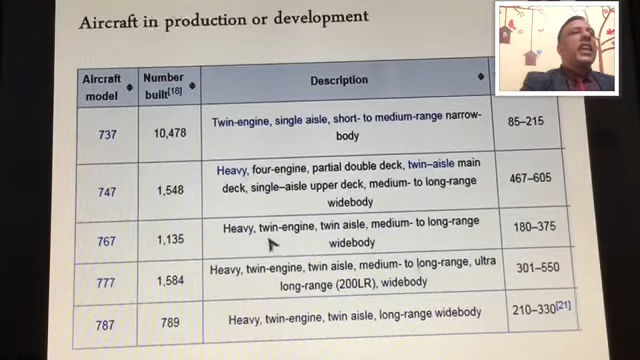 Aircraft in production or development
Aircraft model
Number built[18]
Description
737
10,478
Twin-engine, single aisle, short- to medium-range narrow-
body
85–215
747
1,548
Heavy, four-engine, partial double deck, twin–aisle main
deck, single–aisle upper deck, medium- to long-range
widebody
467–605
767
1,135
Heavy, twin-engine, twin aisle, medium- to long-range
widebody
180–375
777
1,584
Heavy, twin-engine, twin aisle, medium- to long-range, ultra
long-range (200LR), widebody
301–550
787
789
Heavy, twin-engine, twin aisle, long-range widebody
210–330[21]